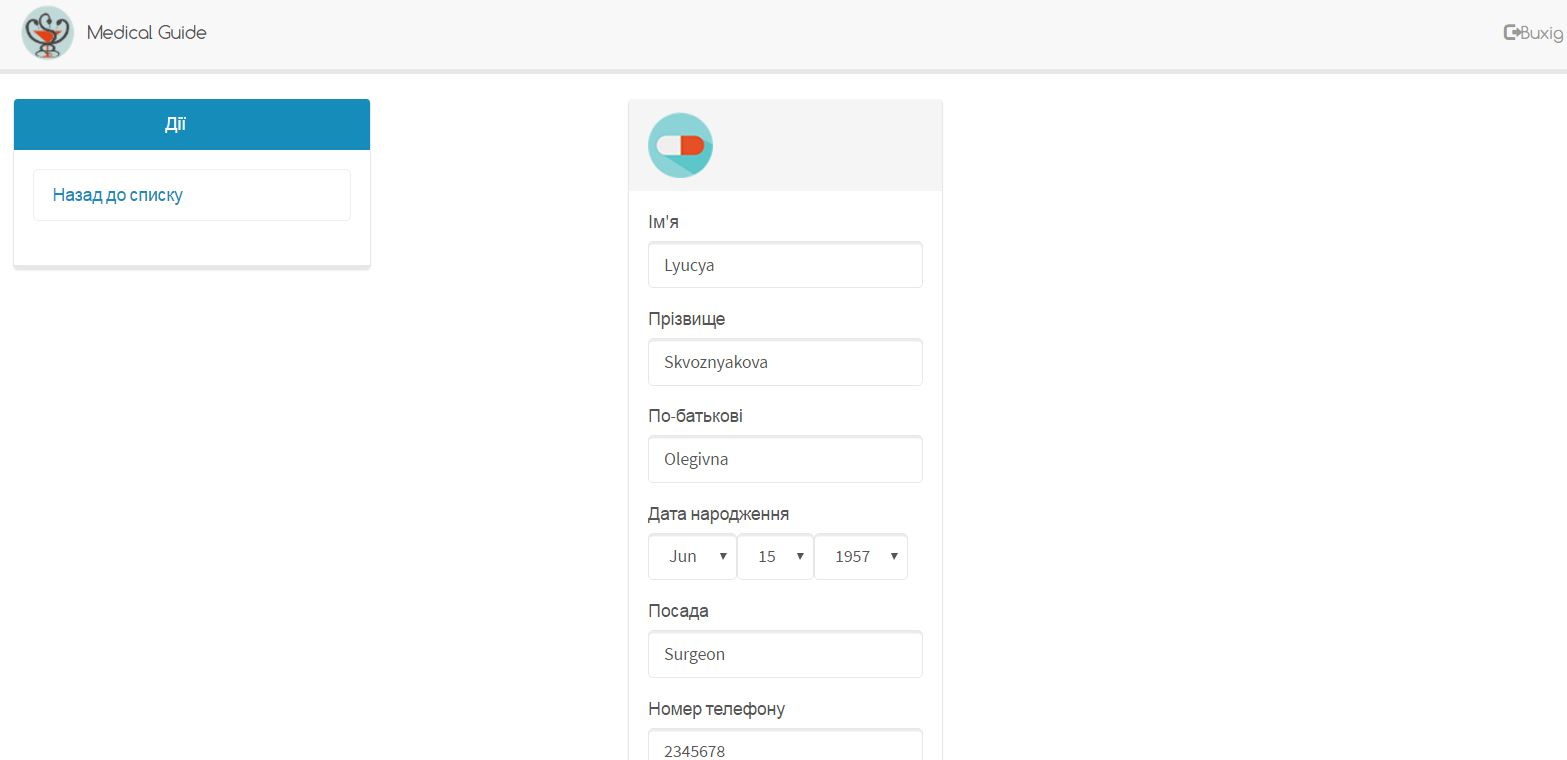 Medical Guide
Вихід
Дії
Назад до списку
Ім'я
Lyucya
Прізвище
Skvoznyakova
По-батькові
Olegivna
Дата народження
Jun 15 1957
Посада
Surgeon
Номер телефону
2345678